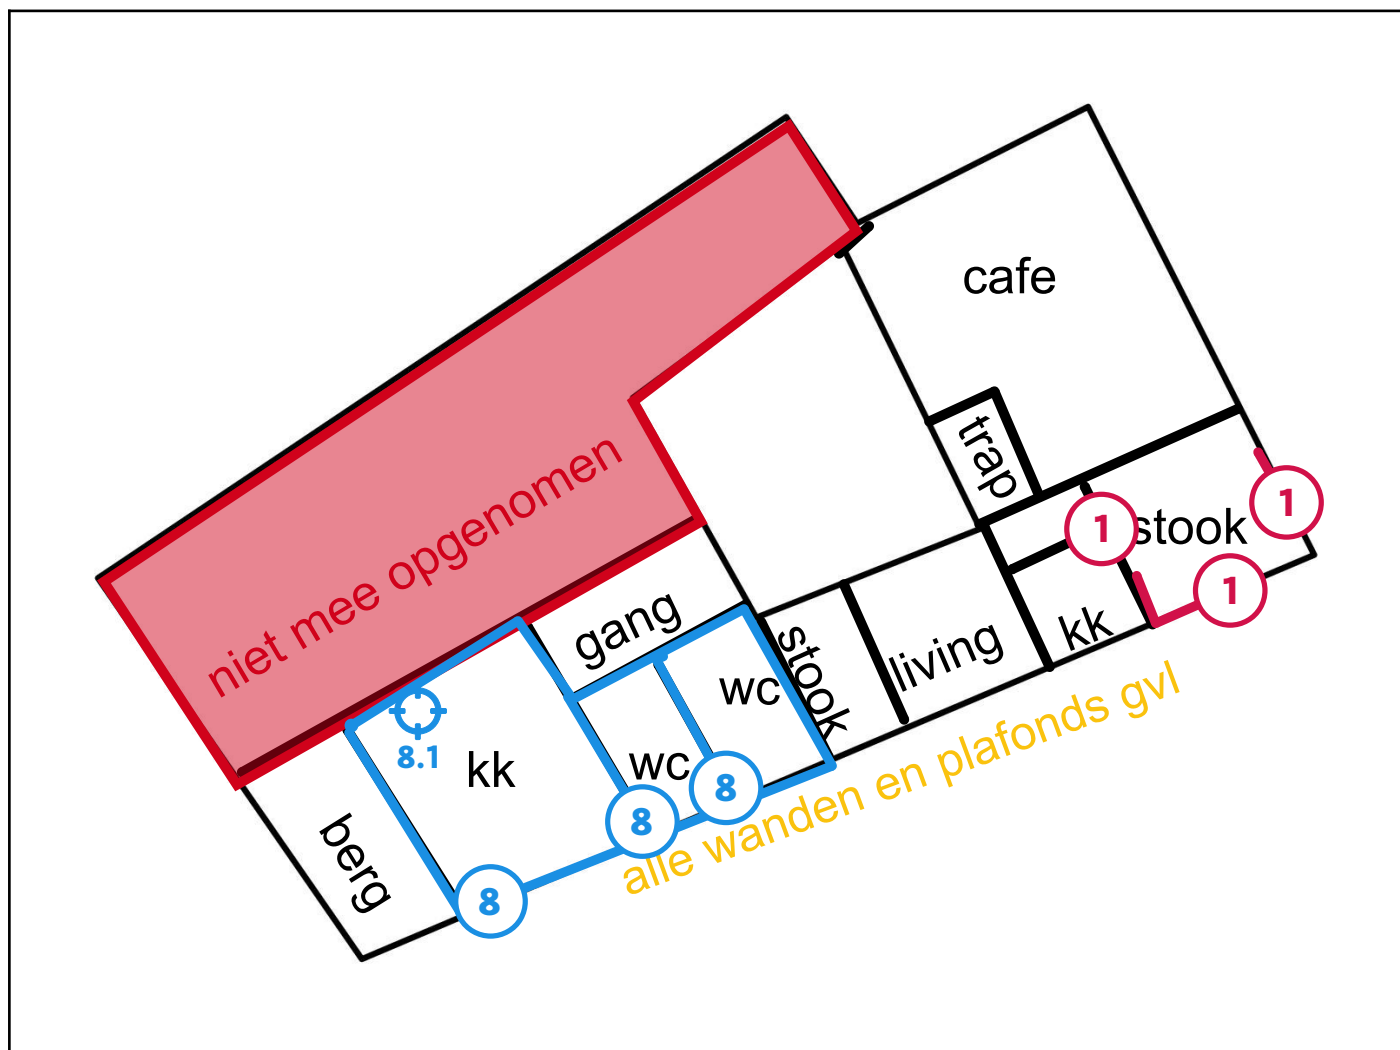 cafe
trap
niet mee opgenomen
1
stook
1
1
gang
kk
living
stook
wc
8.1
kk
wc
8
8
alle wanden en plafonds gvl
berg
8